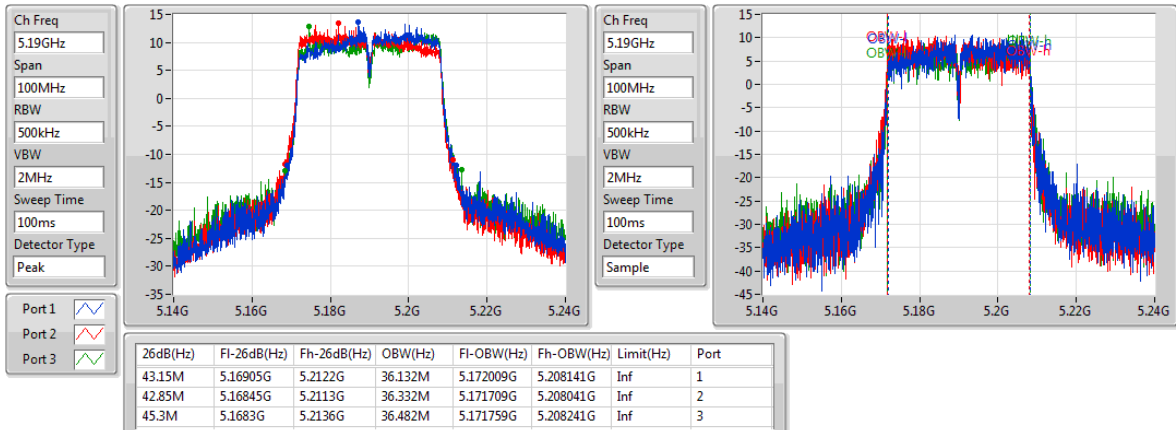 Ch Freq
5.19GHz
Span
100MHz
RBW
500kHz
VBW
2MHz
Sweep Time
100ms
Detector Type
Peak
Port 1
Port 2
Port 3
15
10
5
0
-5
-10
-15
-20
-25
-30
-35
5.14G 5.16G 5.18G 5.2G 5.22G 5.24G
Ch Freq
5.19GHz
Span
100MHz
RBW
500kHz
VBW
2MHz
Sweep Time
100ms
Detector Type
Sample
15
10
5
0
-5
-10
-15
-20
-25
-30
-35
-40
-45
5.14G 5.16G 5.18G 5.2G 5.22G 5.24G
26dB(Hz) Fl-26dB(Hz) Fh-26dB(Hz) OBW(Hz) Fl-OBW(Hz) Fh-OBW(Hz) Limit(Hz) Port
43.15M 5.16905G 5.2122G 36.132M 5.172009G 5.208141G Inf 1
42.85M 5.16845G 5.2113G 36.332M 5.171709G 5.208041G Inf 2
45.3M 5.1683G 5.2136G 36.482M 5.171759G 5.208241G Inf 3